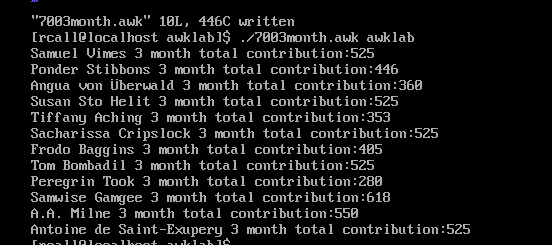 "7003month.awk" 10L, 446C written
[rcall@localhost awklab]$ ./7003month.awk awklab
Samuel Vimes 3 month total contribution:525
Ponder Stibbons 3 month total contribution:446
Angua von Überwald 3 month total contribution:360
Susan Sto Helit 3 month total contribution:525
Tiffany Aching 3 month total contribution:353
Sacharissa Cripslock 3 month total contribution:525
Frodo Baggins 3 month total contribution:405
Tom Bombadil 3 month total contribution:525
Peregrin Took 3 month total contribution:280
Samwise Gamgee 3 month total contribution:618
A.A. Milne 3 month total contribution:550
Antoine de Saint-Exupery 3 month total contribution:525
[rcall@localhost awklab]$